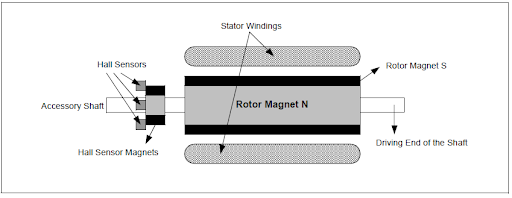 Stator Windings
Hall Sensors
Rotor Magnet S
Accessory Shaft
Rotor Magnet N
Driving End of the Shaft
Hall Sensor Magnets